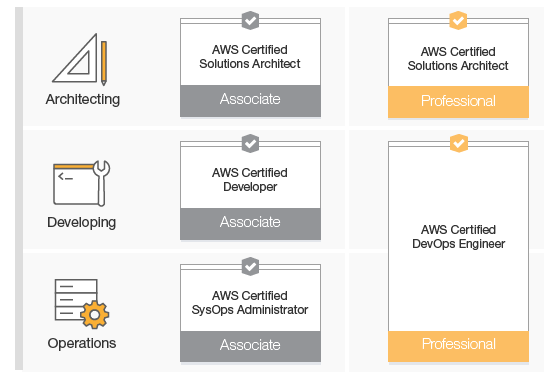 Architecting
AWS Certified
Solutions Architect
Associate
AWS Certified
Solutions Architect
Professional
Developing
AWS Certified
Developer
Associate
AWS Certified
DevOps Engineer
Professional
Operations
AWS Certified
SysOps Administrator
Associate